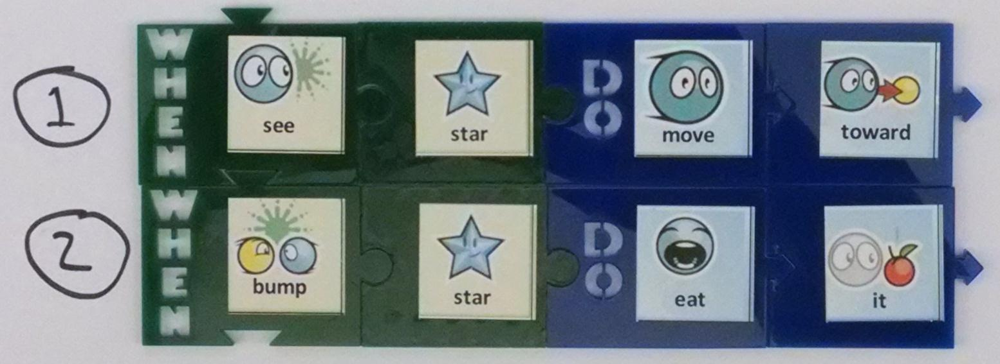 1 WHEN see star DO move toward
2 WHEN bump star DO eat it